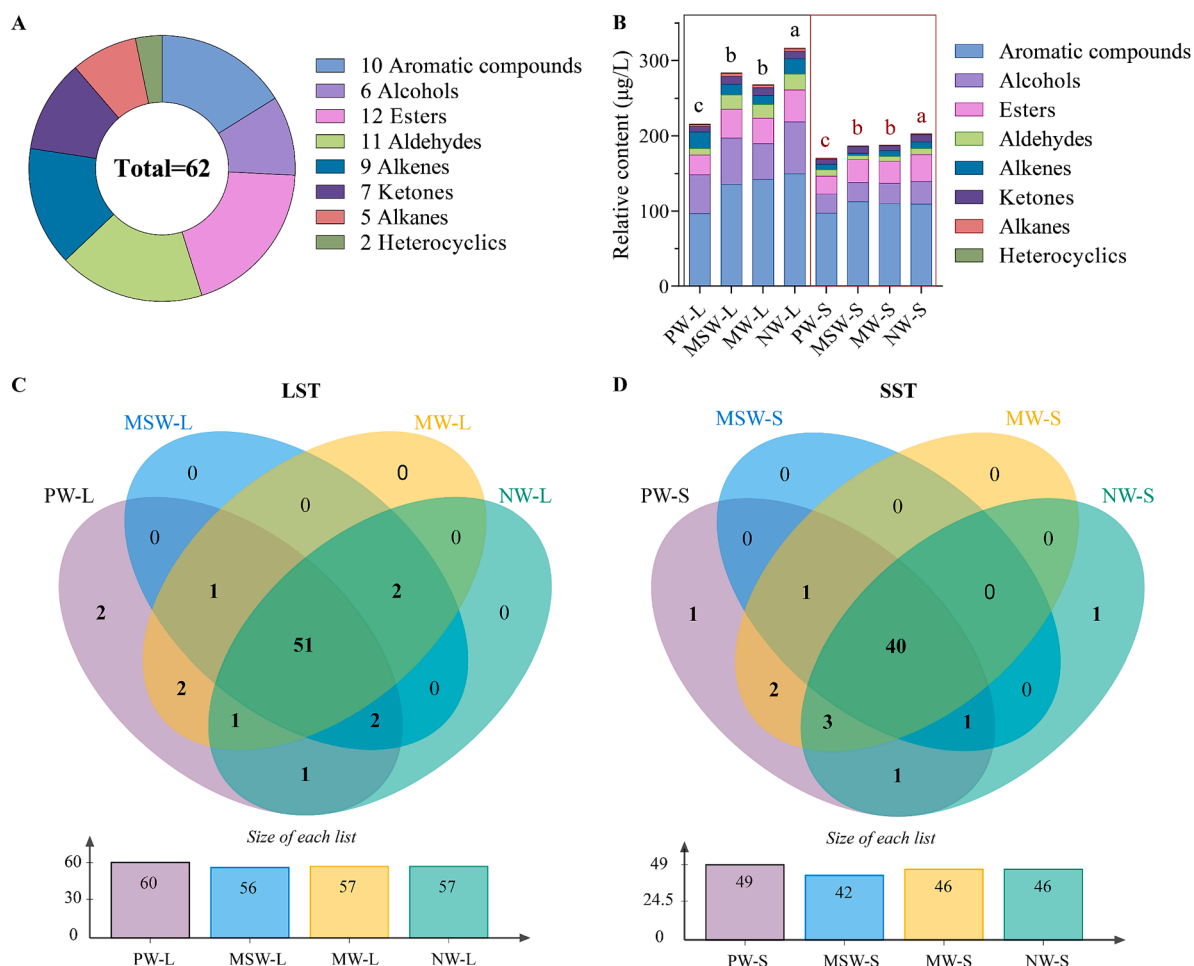 A
Total=62
10 Aromatic compounds
6 Alcohols
12 Esters
11 Aldehydes
9 Alkenes
7 Ketones
5 Alkanes
2 Heterocyclics
B
Relative content (μg/L)
300
200
100
0
c
b
b
a
c
b
b
a
PW-L
MSW-L
MW-L
NW-L
PW-S
MSW-S
MW-S
NW-S
Aromatic compounds
Alcohols
Esters
Aldehydes
Alkenes
Ketones
Alkanes
Heterocyclics
C
LST
MSW-L
MW-L
PW-L
NW-L
0
0
0
0
0
2
1
2
0
51
2
0
1
2
1
Size of each list
60
30
0
60
56
57
57
PW-L
MSW-L
MW-L
NW-L
D
SST
MSW-S
MW-S
PW-S
NW-S
0
0
0
0
0
1
1
0
1
40
2
0
3
1
1
Size of each list
49
24.5
0
49
42
46
46
PW-S
MSW-S
MW-S
NW-S